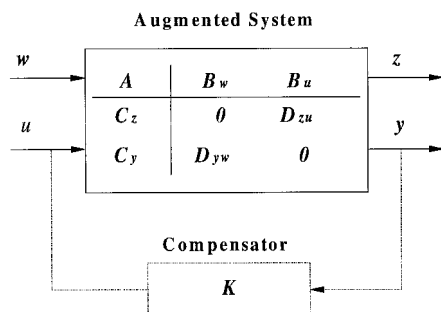 Augmented System
w
z
A B w B u
C z 0 D zu
u
y
C y D yw 0
Compensator
K